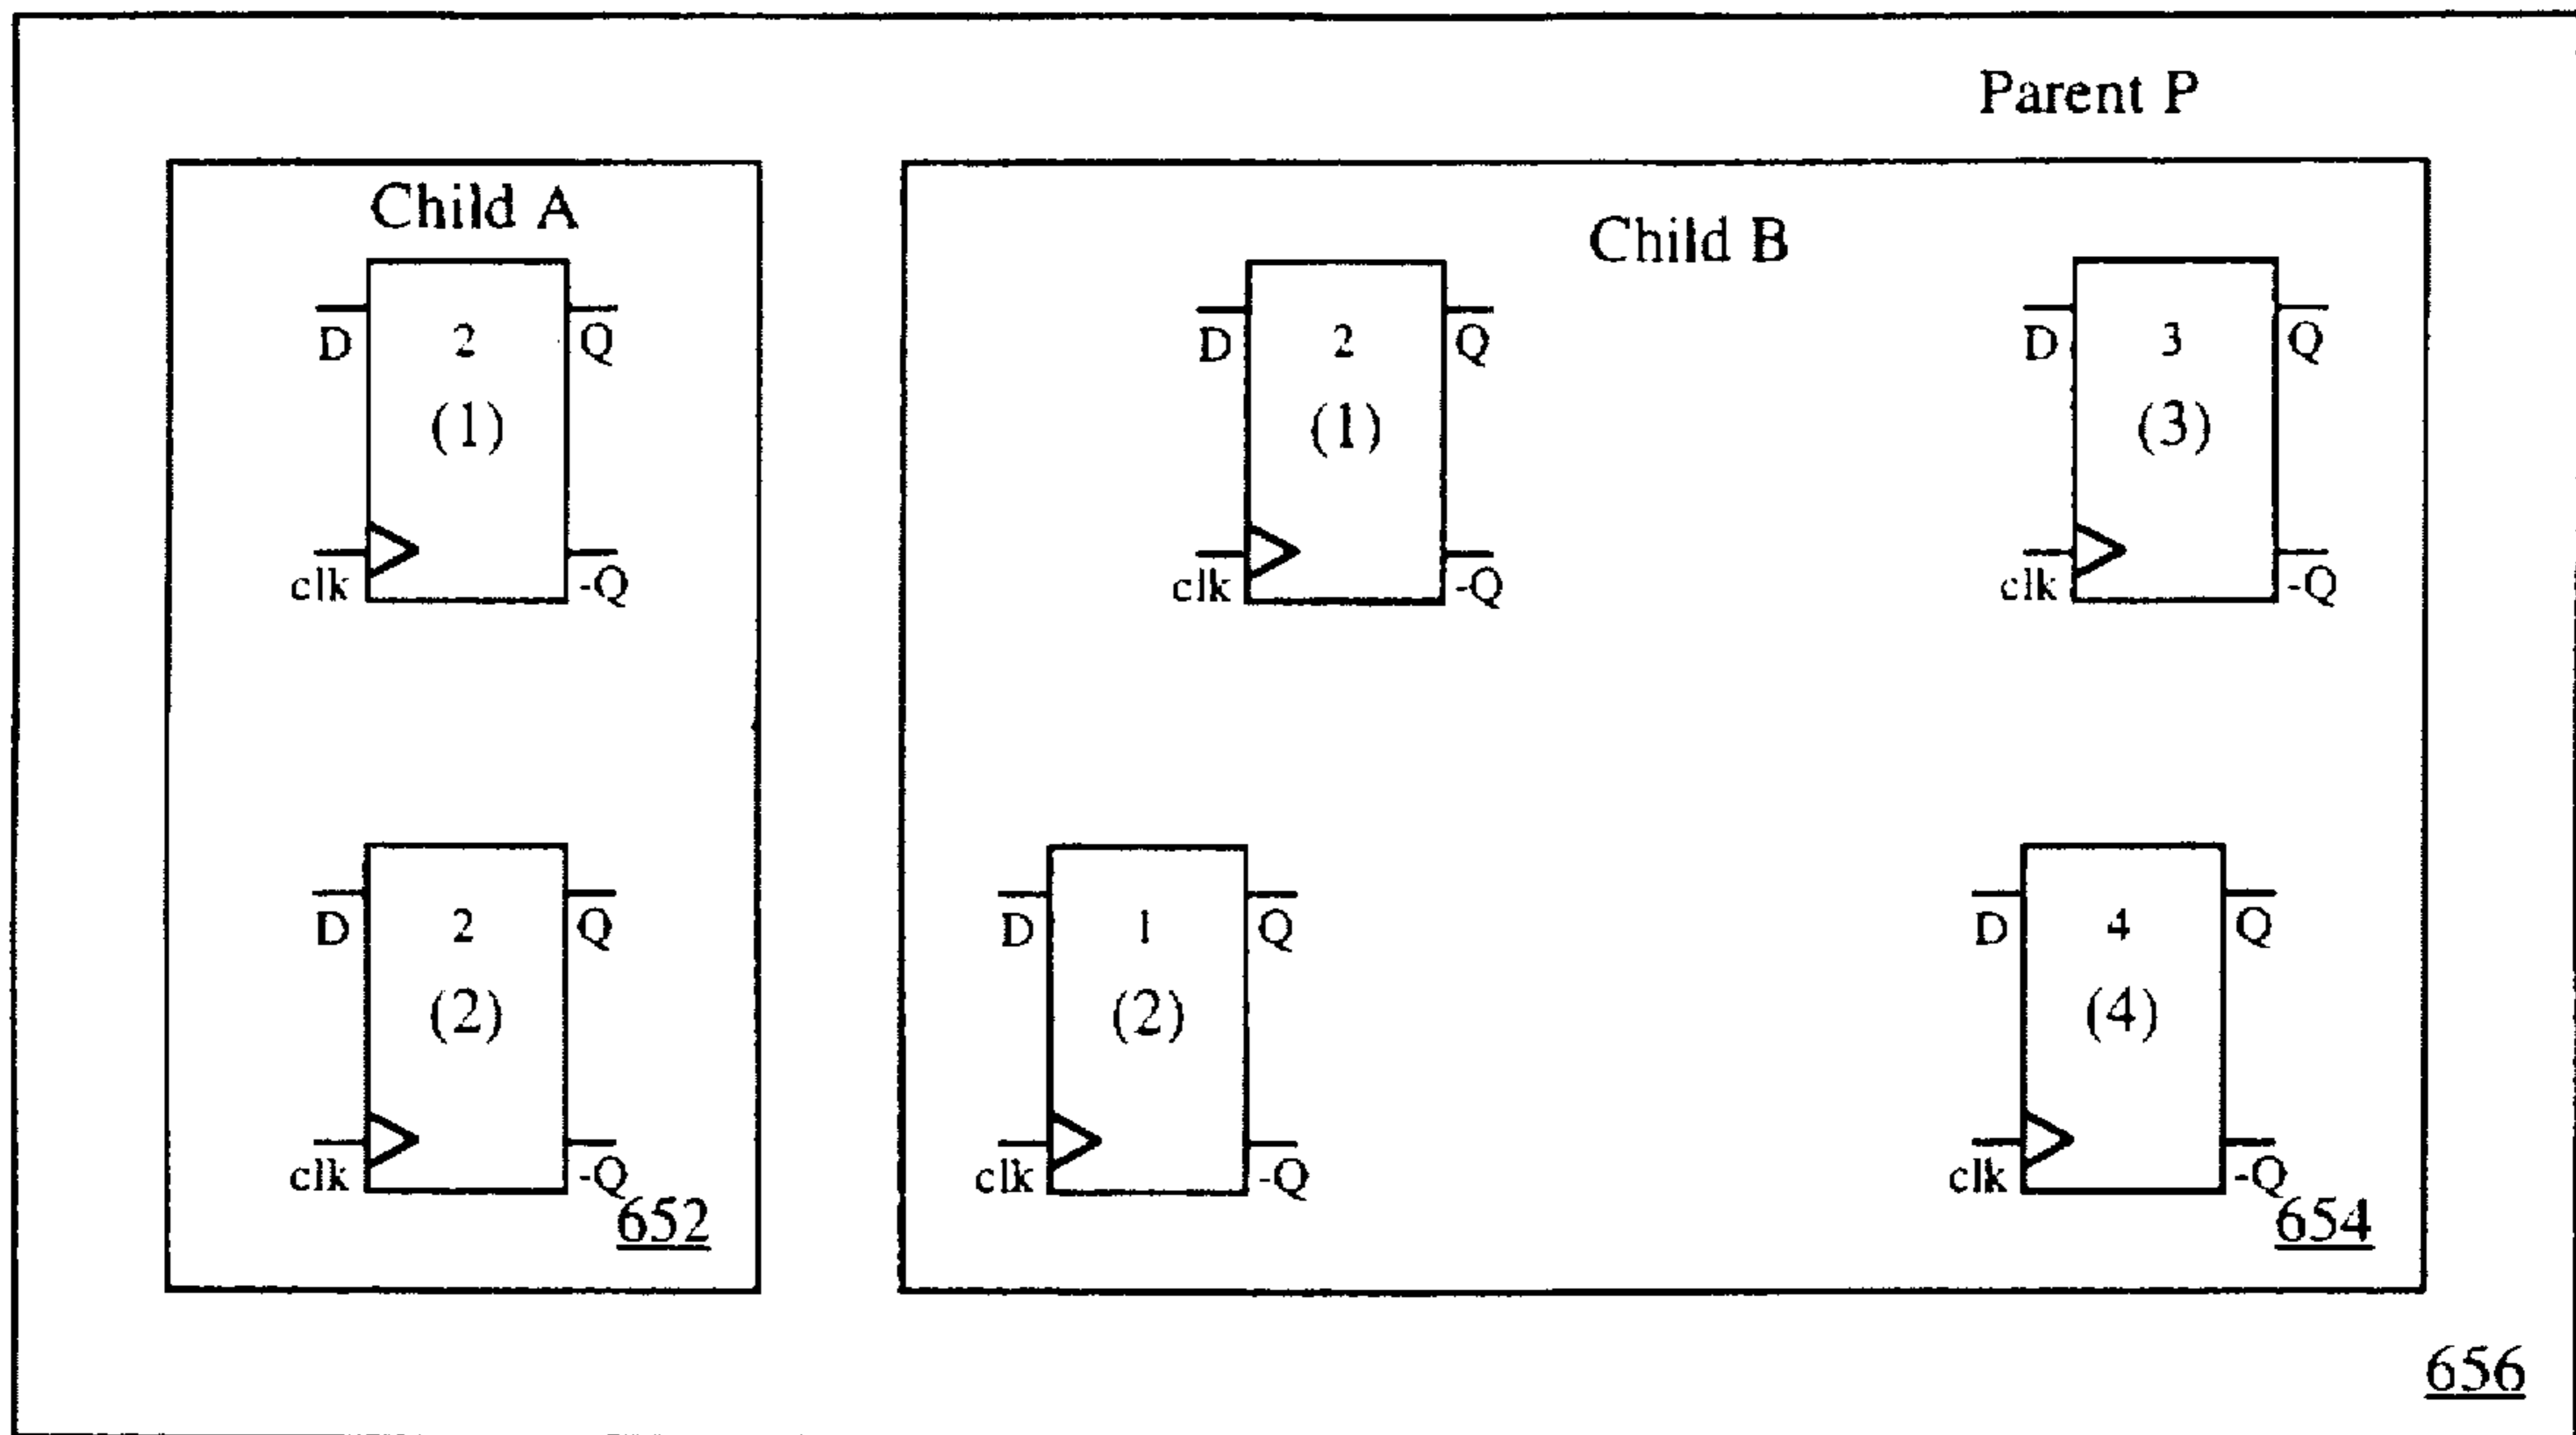 Parent P
Child A
D
2
Q
(1)
clk
-Q
D
2
Q
(2)
clk
-Q
652
Child B
D
2
Q
(1)
clk
-Q
D
3
Q
(3)
clk
-Q
D
1
Q
(2)
clk
-Q
D
4
Q
(4)
clk
-Q
654
656